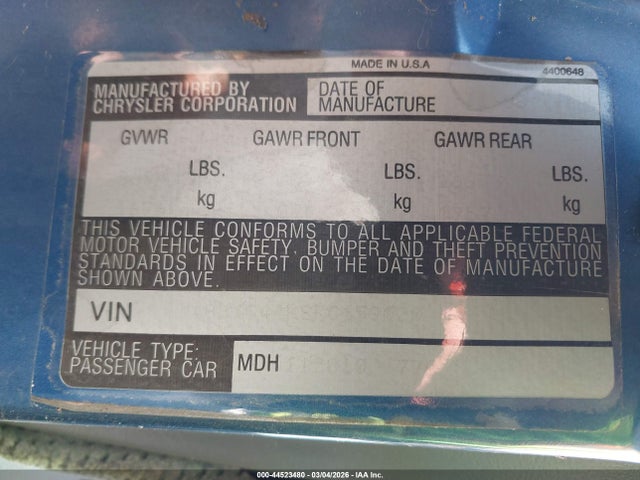 MADE IN U.S.A
4400648
MANUFACTURED BY
CHRYSLER CORPORATION
DATE OF
MANUFACTURE
GVWR GAWR FRONT GAWR REAR
LBS. LBS. LBS.
kg kg kg
THIS VEHICLE CONFORMS TO ALL APPLICABLE FEDERAL
MOTOR VEHICLE SAFETY, BUMPER AND THEFT PREVENTION
STANDARDS IN EFFECT ON THE DATE OF MANUFACTURE
SHOWN ABOVE.
VIN
VEHICLE TYPE:
PASSENGER CAR
MDH
000-44523480 - 03/04/2026 - IAA Inc.